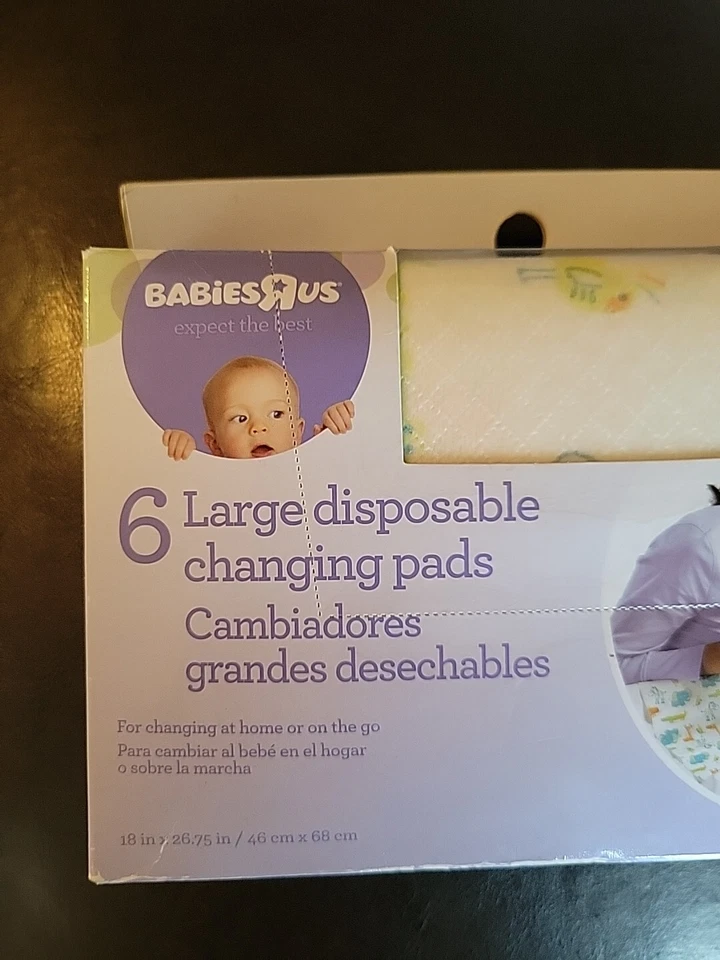 BABIES R US
expect the best
6 Large disposable
changing pads
Cambiadores
grandes desechables
For changing at home or on the go
Para cambiar al bebé en el hogar
o sobre la marcha
18 in x 26.75 in / 46 cm x 68 cm